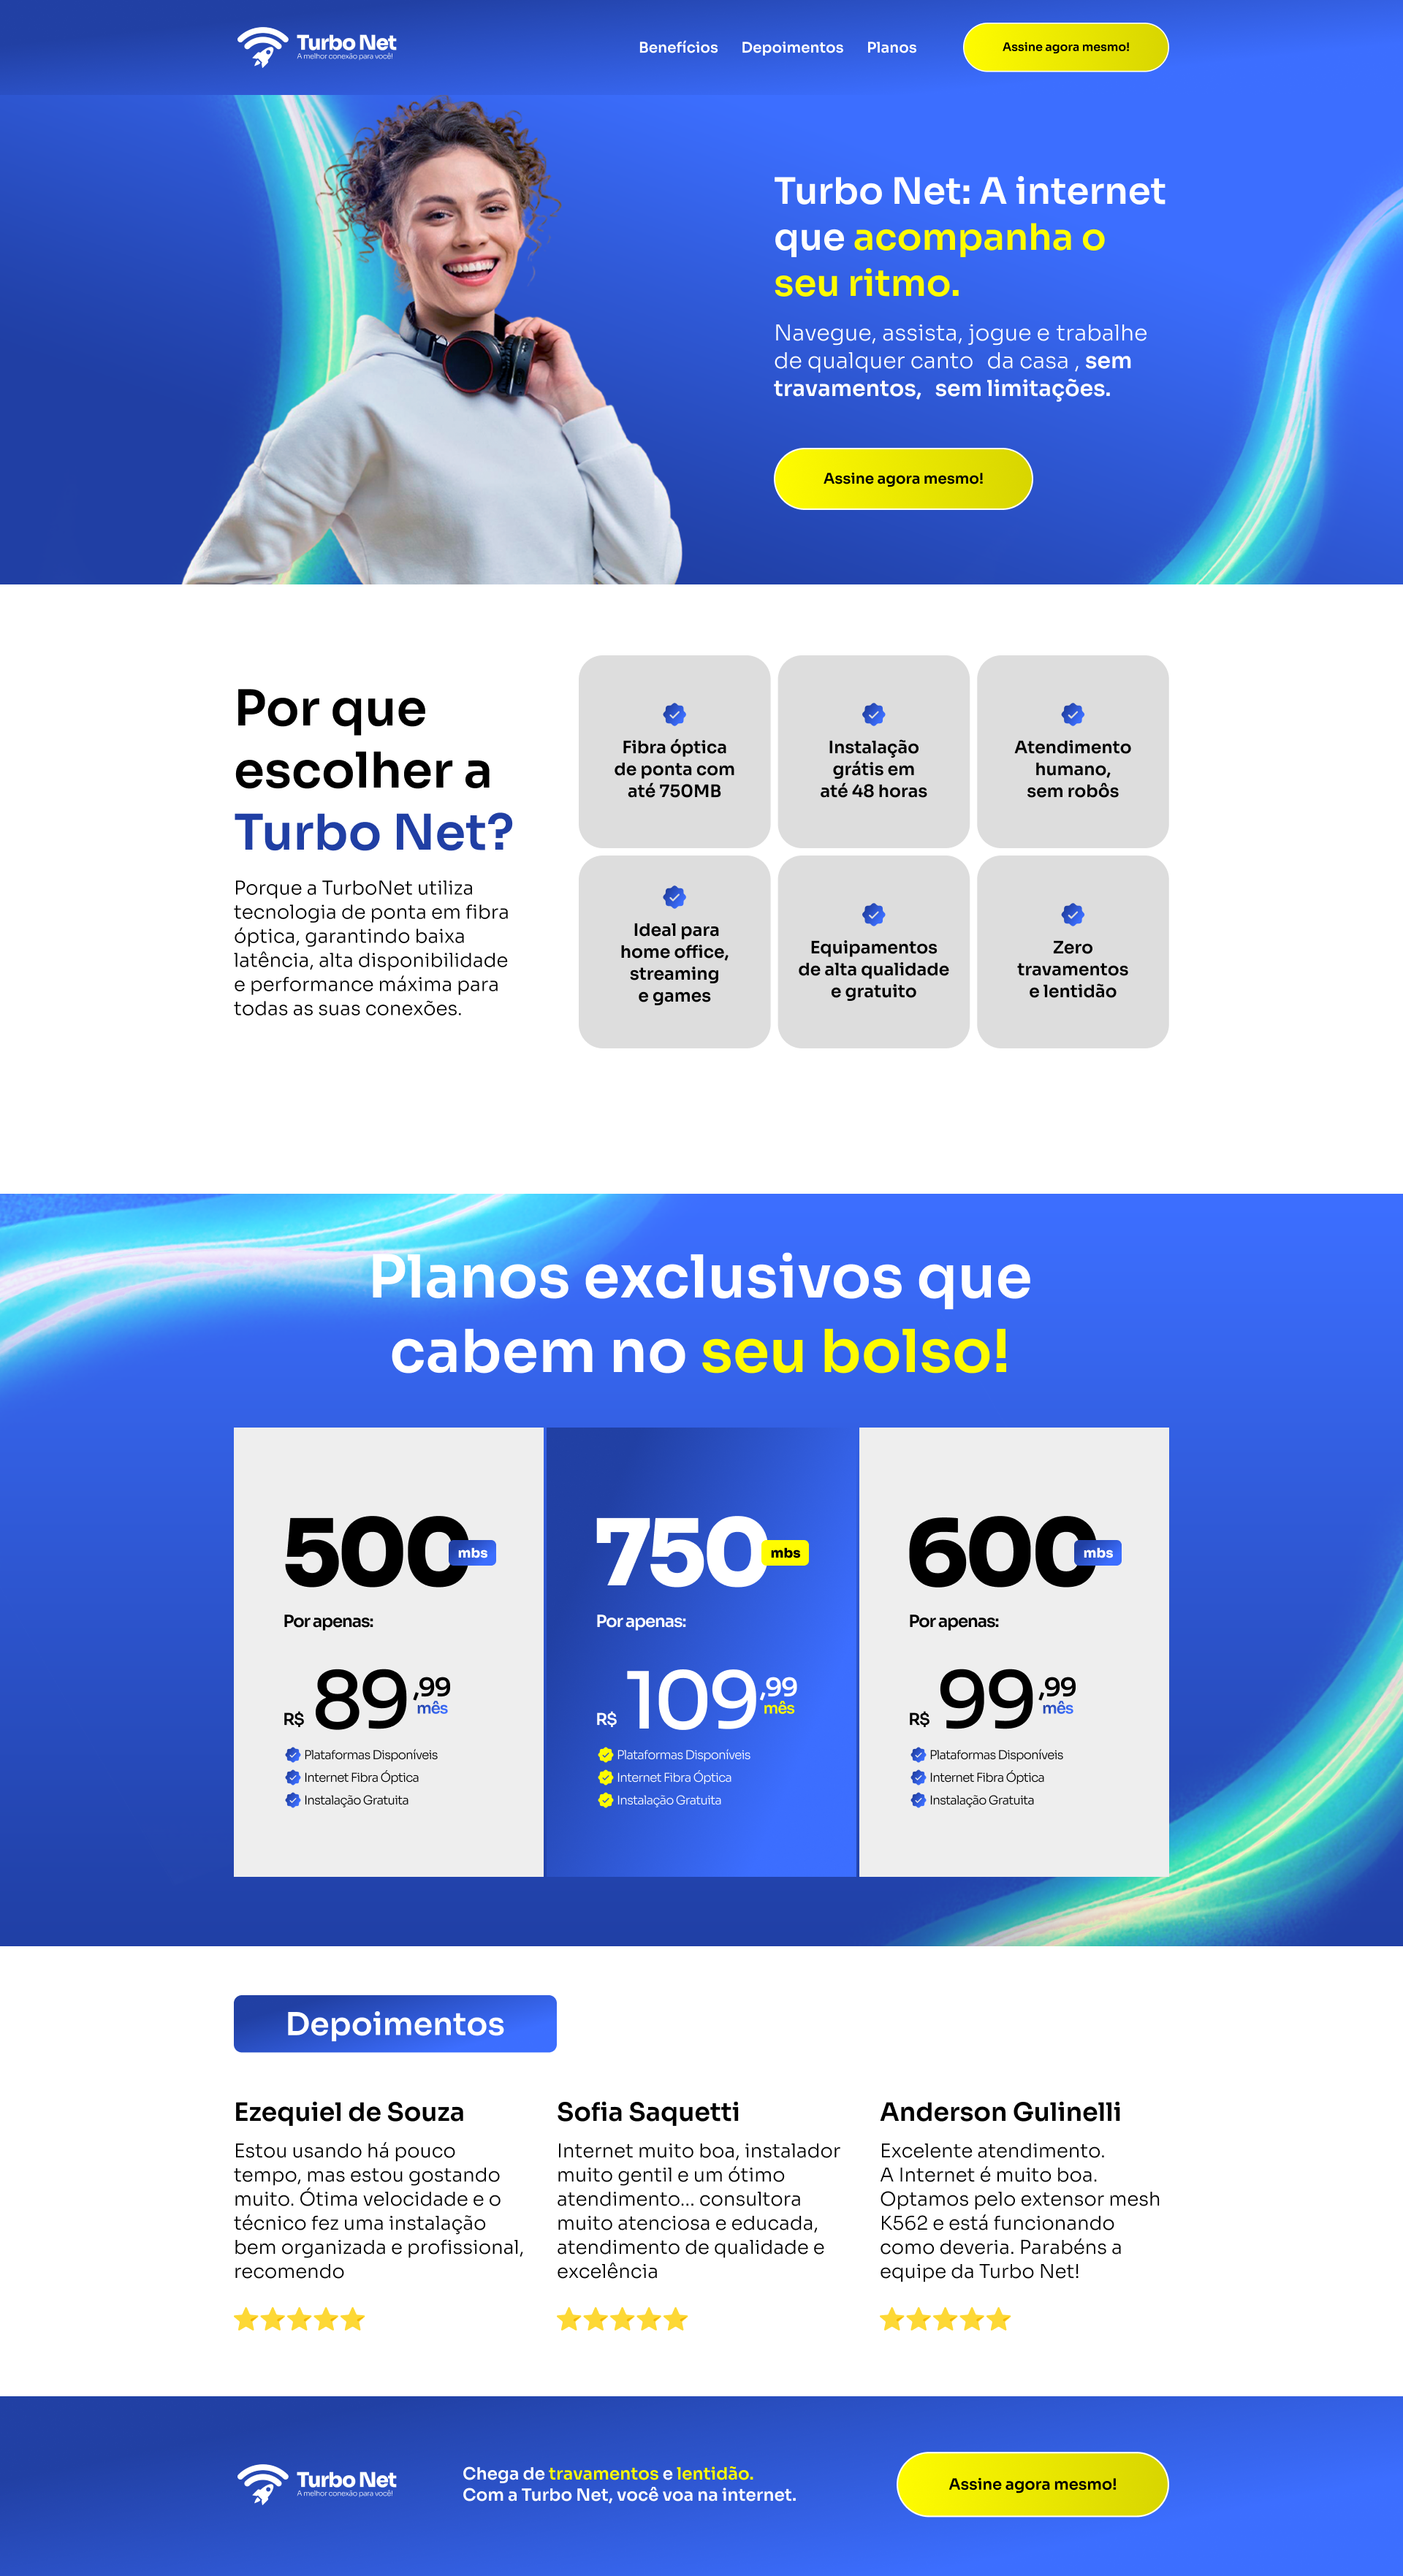 Turbo Net
A melhor conexão para você!
Benefícios Depoimentos Planos
Assine agora mesmo!
Turbo Net: A internet
que acompanha o
seu ritmo.
Navegue, assista, jogue e trabalhe
de qualquer canto da casa , sem
travamentos, sem limitações.
Assine agora mesmo!
Por que
escolher a
Turbo Net?
Porque a TurboNet utiliza
tecnologia de ponta em fibra
óptica, garantindo baixa
latência, alta disponibilidade
e performance máxima para
todas as suas conexões.
Fibra óptica
de ponta com
até 750MB
Instalação
grátis em
até 48 horas
Atendimento
humano,
sem robôs
Ideal para
home office,
streaming
e games
Equipamentos
de alta qualidade
e gratuito
Zero
travamentos
e lentidão
Planos exclusivos que
cabem no seu bolso!
500 mbs
Por apenas:
R$ 89,99
mês
Plataformas Disponíveis
Internet Fibra Óptica
Instalação Gratuita
750 mbs
Por apenas:
R$ 109,99
mês
Plataformas Disponíveis
Internet Fibra Óptica
Instalação Gratuita
600 mbs
Por apenas:
R$ 99,99
mês
Plataformas Disponíveis
Internet Fibra Óptica
Instalação Gratuita
Depoimentos
Ezequiel de Souza
Estou usando há pouco
tempo, mas estou gostando
muito. Ótima velocidade e o
técnico fez uma instalação
bem organizada e profissional,
recomendo
Sofia Saquetti
Internet muito boa, instalador
muito gentil e um ótimo
atendimento... consultora
muito atenciosa e educada,
atendimento de qualidade e
excelência
Anderson Gulinelli
Excelente atendimento.
A Internet é muito boa.
Optamos pelo extensor mesh
K562 e está funcionando
como deveria. Parabéns a
equipe da Turbo Net!
Turbo Net
A melhor conexão para você!
Chega de travamentos e lentidão.
Com a Turbo Net, você voa na internet.
Assine agora mesmo!